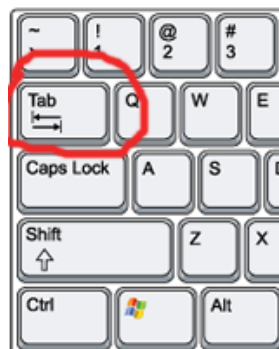 ~ ! @ #
` 1 2 3
Tab Q W E
Caps Lock A S
Shift Z X
Ctrl Alt